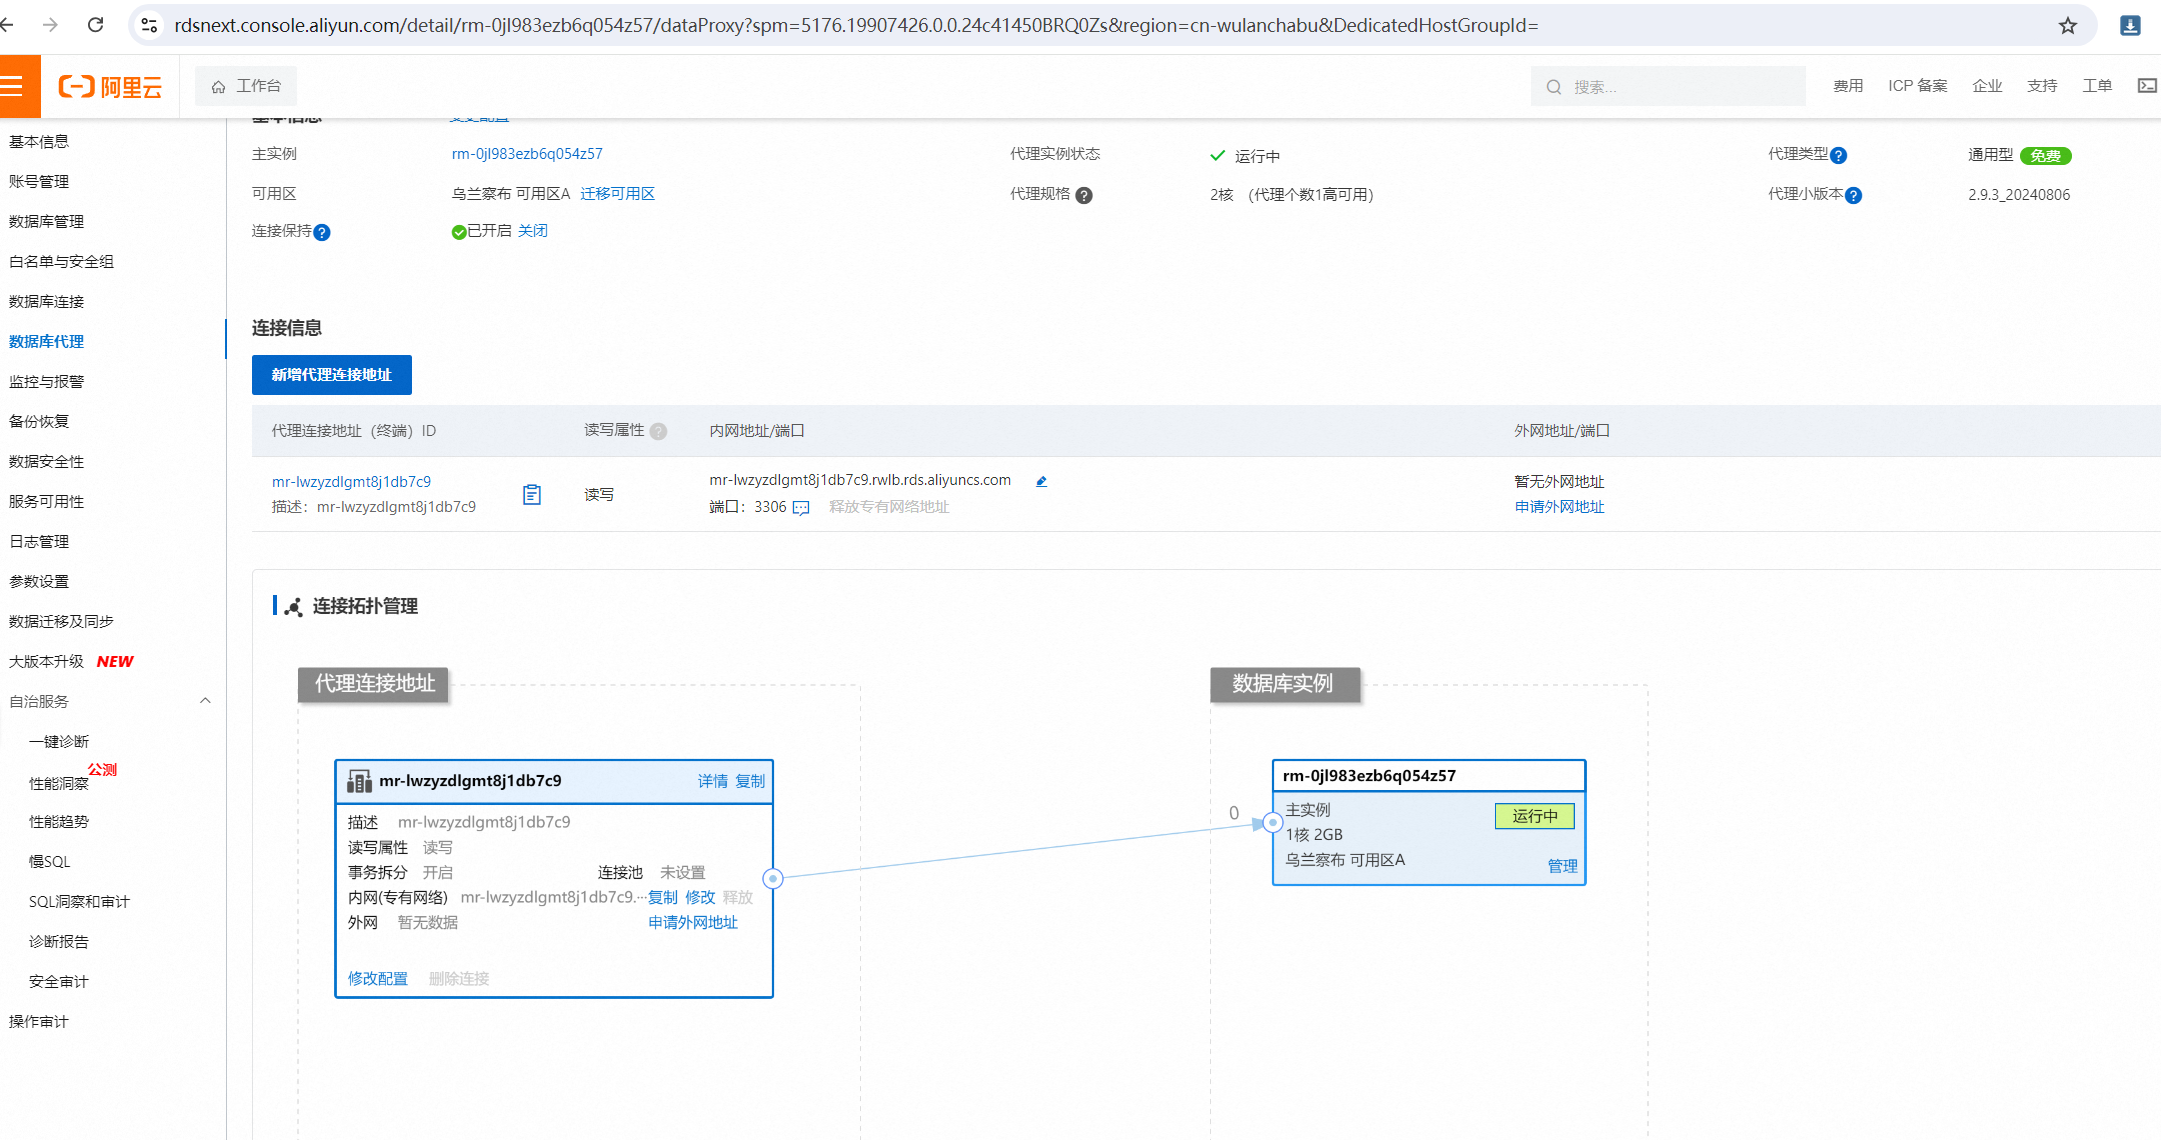 rdsnext.console.aliyun.com/detail/rm-0jl983ezb6q054z57/dataProxy?spm=5176.19907426.0.0.24c41450BRQ0Zs&region=cn-wulanchabu&DedicatedHostGroupId=
阿里云
工作台
搜索...
费用
ICP 备案
企业
支持
工单
基本信息
账号管理
数据库管理
白名单与安全组
数据库连接
数据库代理
监控与报警
备份恢复
数据安全性
服务可用性
日志管理
参数设置
数据迁移及同步
大版本升级 NEW
自治服务
一键诊断
性能洞察 公测
性能趋势
慢SQL
SQL洞察和审计
诊断报告
安全审计
操作审计
基本信息 变更配置
主实例 rm-0jl983ezb6q054z57 代理实例状态 运行中 代理类型 ? 通用型 免费
可用区 乌兰察布 可用区A 迁移可用区 代理规格 ? 2核 (代理个数1高可用) 代理小版本 ? 2.9.3_20240806
连接保持 ? 已开启 关闭
连接信息
新增代理连接地址
代理连接地址（终端）ID 读写属性 ? 内网地址/端口 外网地址/端口
mr-lwzyzdlgmt8j1db7c9 读写 mr-lwzyzdlgmt8j1db7c9.rwlb.rds.aliyuncs.com 暂无外网地址
描述：mr-lwzyzdlgmt8j1db7c9 端口：3306 释放专有网络地址 申请外网地址
连接拓扑管理
代理连接地址
mr-lwzyzdlgmt8j1db7c9 详情 复制
描述 mr-lwzyzdlgmt8j1db7c9
读写属性 读写
事务拆分 开启 连接池 未设置
内网(专有网络) mr-lwzyzdlgmt8j1db7c9.··· 复制 修改 释放
外网 暂无数据 申请外网地址
修改配置 删除连接
数据库实例
0
rm-0jl983ezb6q054z57
主实例 运行中
1核 2GB
乌兰察布 可用区A
管理